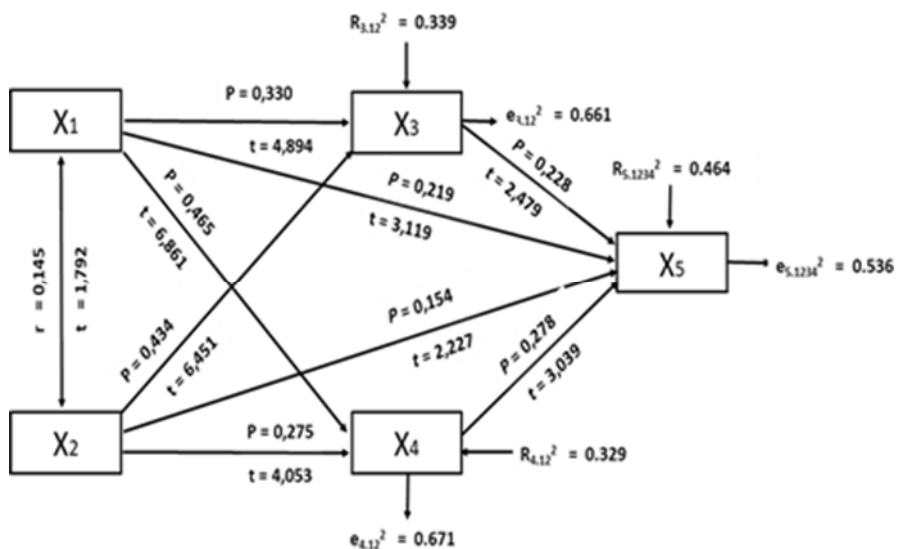 R₃.₁₂² = 0.339
P = 0,330
X₁
X₃
e₃.₁₂² = 0.661
t = 4,894
P = 0,228
t = 2,479
R₅.₁₂₃₄² = 0.464
P = 0,465
t = 6,861
P = 0,219
t = 3,119
X₅
e₅.₁₂₃₄² = 0.536
r = 0,145
t = 1,792
P = 0,154
t = 2,227
P = 0,434
t = 6,451
P = 0,278
t = 3,039
X₂
P = 0,275
X₄
R₄.₁₂² = 0.329
t = 4,053
e₄.₁₂² = 0.671